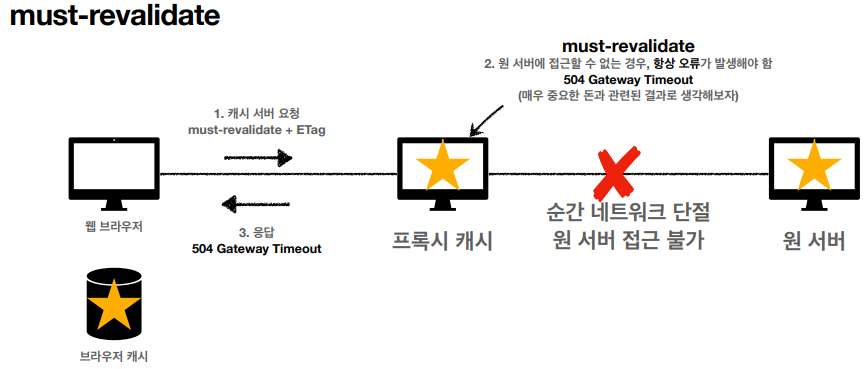 must-revalidate
must-revalidate
2. 원 서버에 접근할 수 없는 경우, 항상 오류가 발생해야 함
504 Gateway Timeout
(매우 중요한 돈과 관련된 결과로 생각해보자)
1. 캐시 서버 요청
must-revalidate + ETag
3. 응답
504 Gateway Timeout
웹 브라우저
프록시 캐시
순간 네트워크 단절
원 서버 접근 불가
원 서버
브라우저 캐시